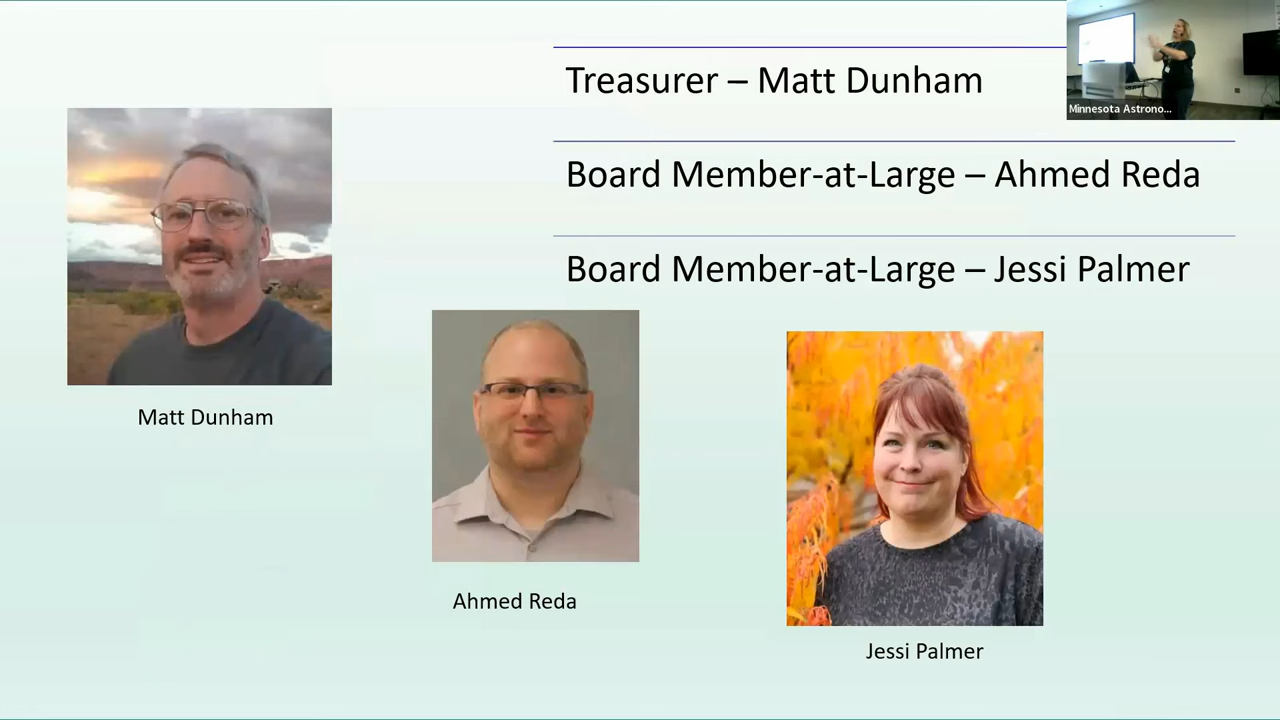 Treasurer – Matt Dunham
Minnesota Astrono...
Board Member-at-Large – Ahmed Reda
Board Member-at-Large – Jessi Palmer
Matt Dunham
Ahmed Reda
Jessi Palmer